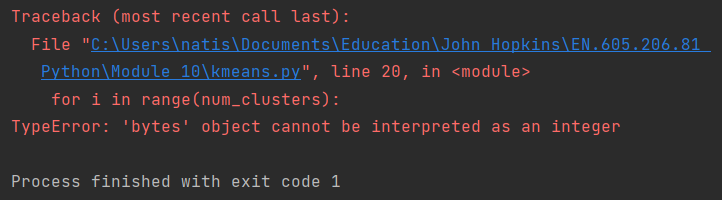 Traceback (most recent call last):
File "C:\Users\natis\Documents\Education\John Hopkins\EN.605.206.81
Python\Module 10\kmeans.py", line 20, in <module>
for i in range(num_clusters):
TypeError: 'bytes' object cannot be interpreted as an integer
Process finished with exit code 1